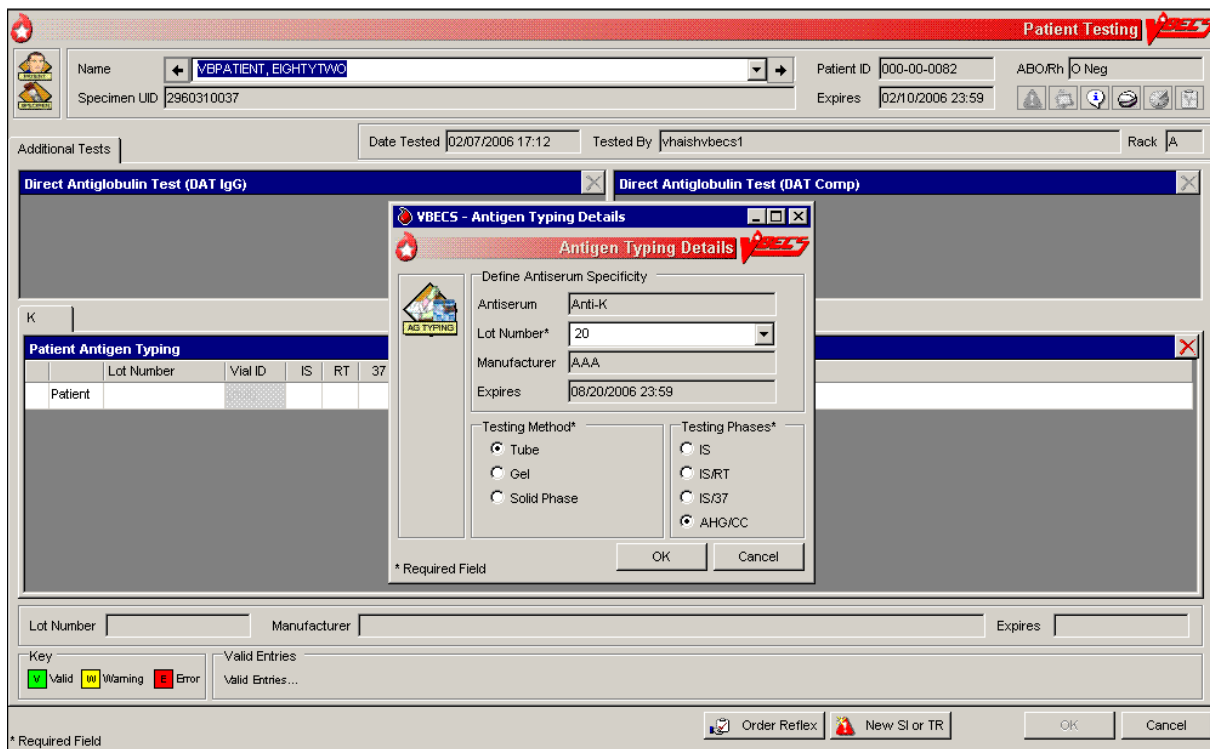 Patient Testing VBECS
PATIENT
Name VBPATIENT, EIGHTYTWO Patient ID 000-00-0082 ABO/Rh O Neg
SPECIMEN
Specimen UID 2960310037 Expires 02/10/2006 23:59
Additional Tests Date Tested 02/07/2006 17:12 Tested By vhaishvbecs1 Rack A
Direct Antiglobulin Test (DAT IgG) Direct Antiglobulin Test (DAT Comp)
VBECS - Antigen Typing Details
Antigen Typing Details VBECS
AG TYPING
Define Antiserum Specificity
Antiserum Anti-K
Lot Number* 20
Manufacturer AAA
Expires 08/20/2006 23:59
Testing Method* Testing Phases*
Tube IS
Gel IS/RT
Solid Phase IS/37
AHG/CC
* Required Field OK Cancel
K
Patient Antigen Typing
Lot Number Vial ID IS RT 37
Patient
Lot Number Manufacturer Expires
Key Valid Entries
V Valid W Warning E Error Valid Entries...
Order Reflex New SI or TR OK Cancel
* Required Field